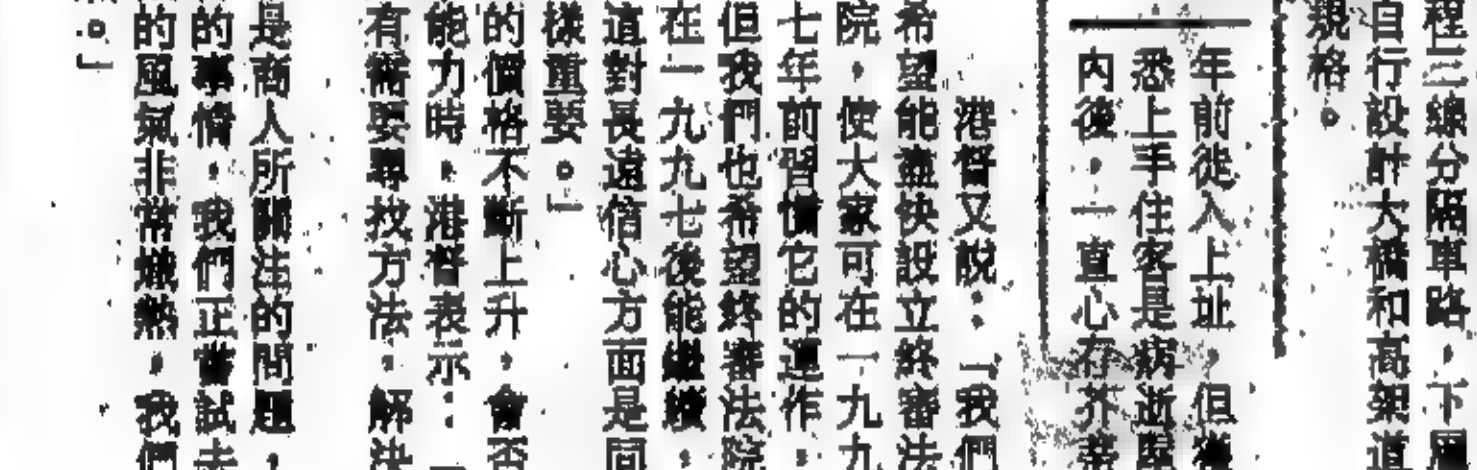 程三線分隔車路，下層
自行設計大橋和高架道
規格。
年前徙入上址，但獲
悉上手住客是病逝屋
內後，一直心存芥蒂
港督又說：「我們
希望能盡快設立終審法
院，使大家可在一九九
七年前習慣它的運作，
但我們也希望終審法院
在一九九七後能繼續，
這對長遠信心方面是同
樣重要。」
的價格不斷上升，會否
能力時，港督表示：
有需要尋找方法，解決
是商人所關注的問題，
的事情，我們正嘗試去
的風氣非常熾熱，我們
。」